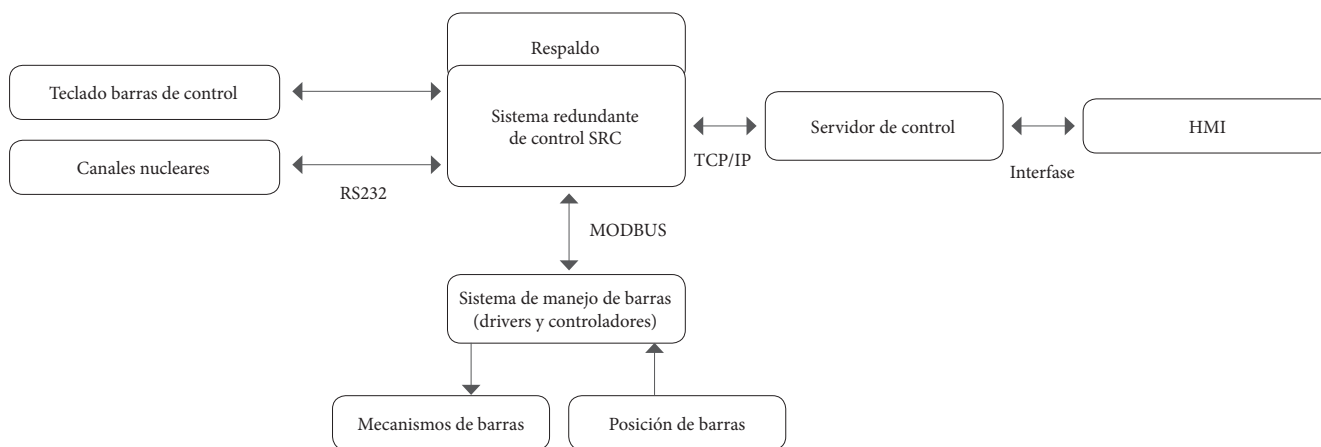 Respaldo
Teclado barras de control
Sistema redundante
de control SRC
Servidor de control
HMI
Canales nucleares
TCP/IP
Interfase
RS232
MODBUS
Sistema de manejo de barras
(drivers y controladores)
Mecanismos de barras
Posición de barras